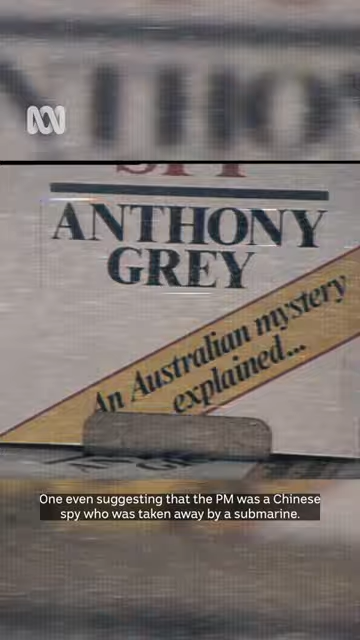 SPY
ANTHONY
GREY
An Australian mystery
explained...
One even suggesting that the PM was a Chinese
spy who was taken away by a submarine.